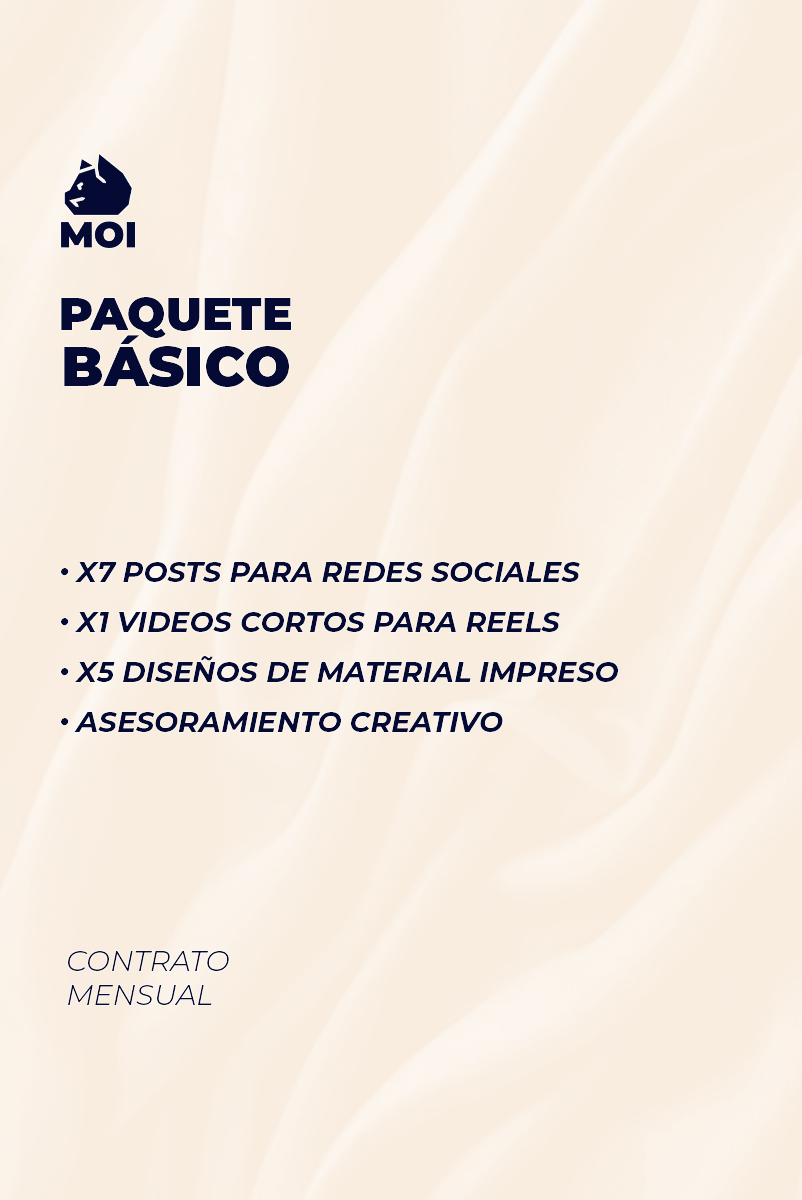 MOI
PAQUETE
BÁSICO
• X7 POSTS PARA REDES SOCIALES
• X1 VIDEOS CORTOS PARA REELS
• X5 DISEÑOS DE MATERIAL IMPRESO
• ASESORAMIENTO CREATIVO
CONTRATO
MENSUAL